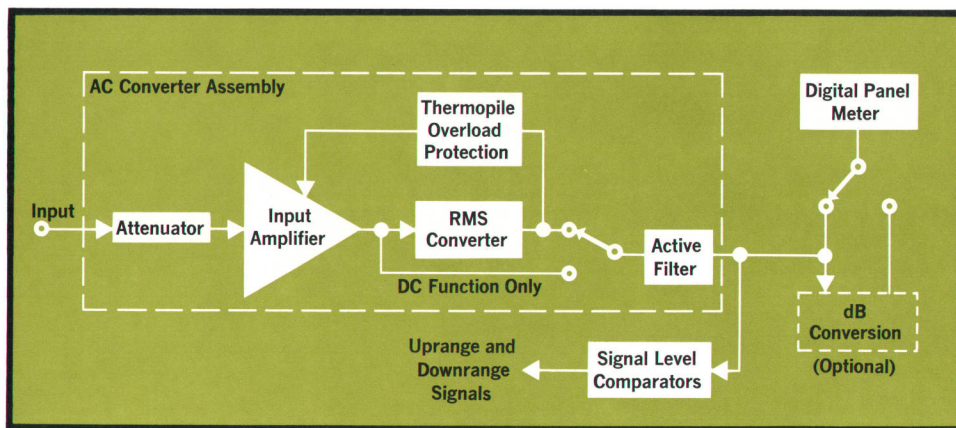 AC Converter Assembly
Thermopile
Overload
Protection
Digital Panel
Meter
Input
Attenuator
Input
Amplifier
RMS
Converter
Active
Filter
DC Function Only
dB
Conversion
(Optional)
Uprange and
Downrange
Signals
Signal Level
Comparators